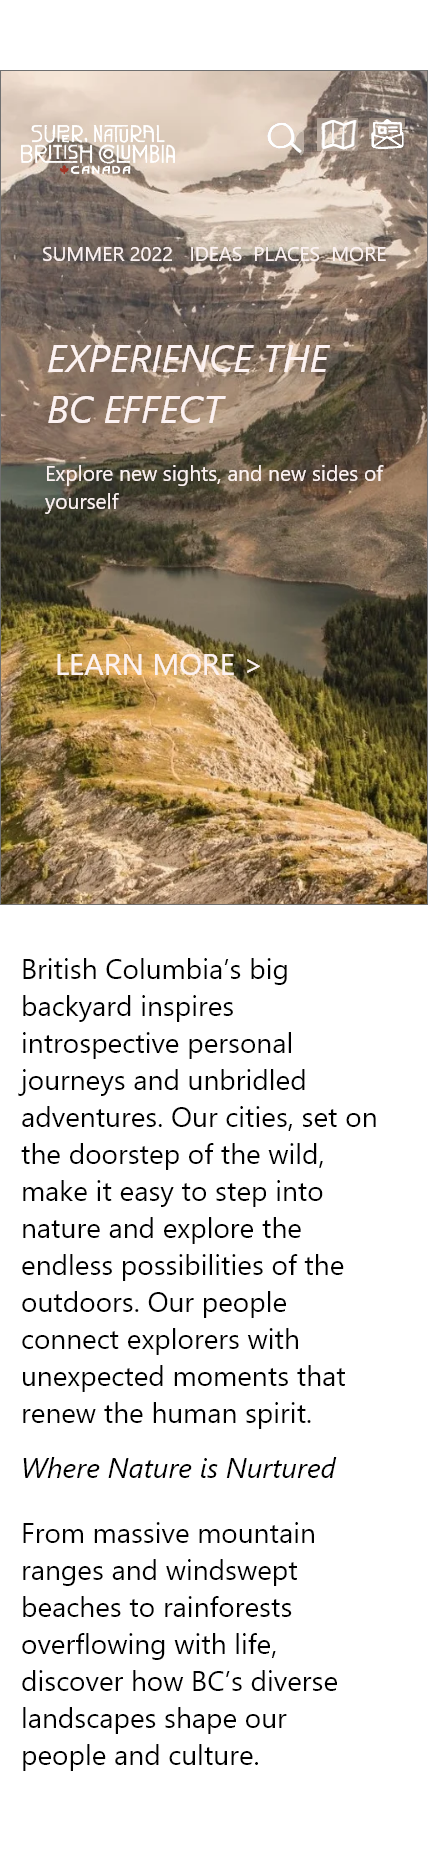 SUPER, NATURAL
BRITISH COLUMBIA
CANADA
SUMMER 2022 IDEAS PLACES MORE
EXPERIENCE THE
BC EFFECT
Explore new sights, and new sides of
yourself
LEARN MORE >
British Columbia’s big
backyard inspires
introspective personal
journeys and unbridled
adventures. Our cities, set on
the doorstep of the wild,
make it easy to step into
nature and explore the
endless possibilities of the
outdoors. Our people
connect explorers with
unexpected moments that
renew the human spirit.
Where Nature is Nurtured
From massive mountain
ranges and windswept
beaches to rainforests
overflowing with life,
discover how BC’s diverse
landscapes shape our
people and culture.